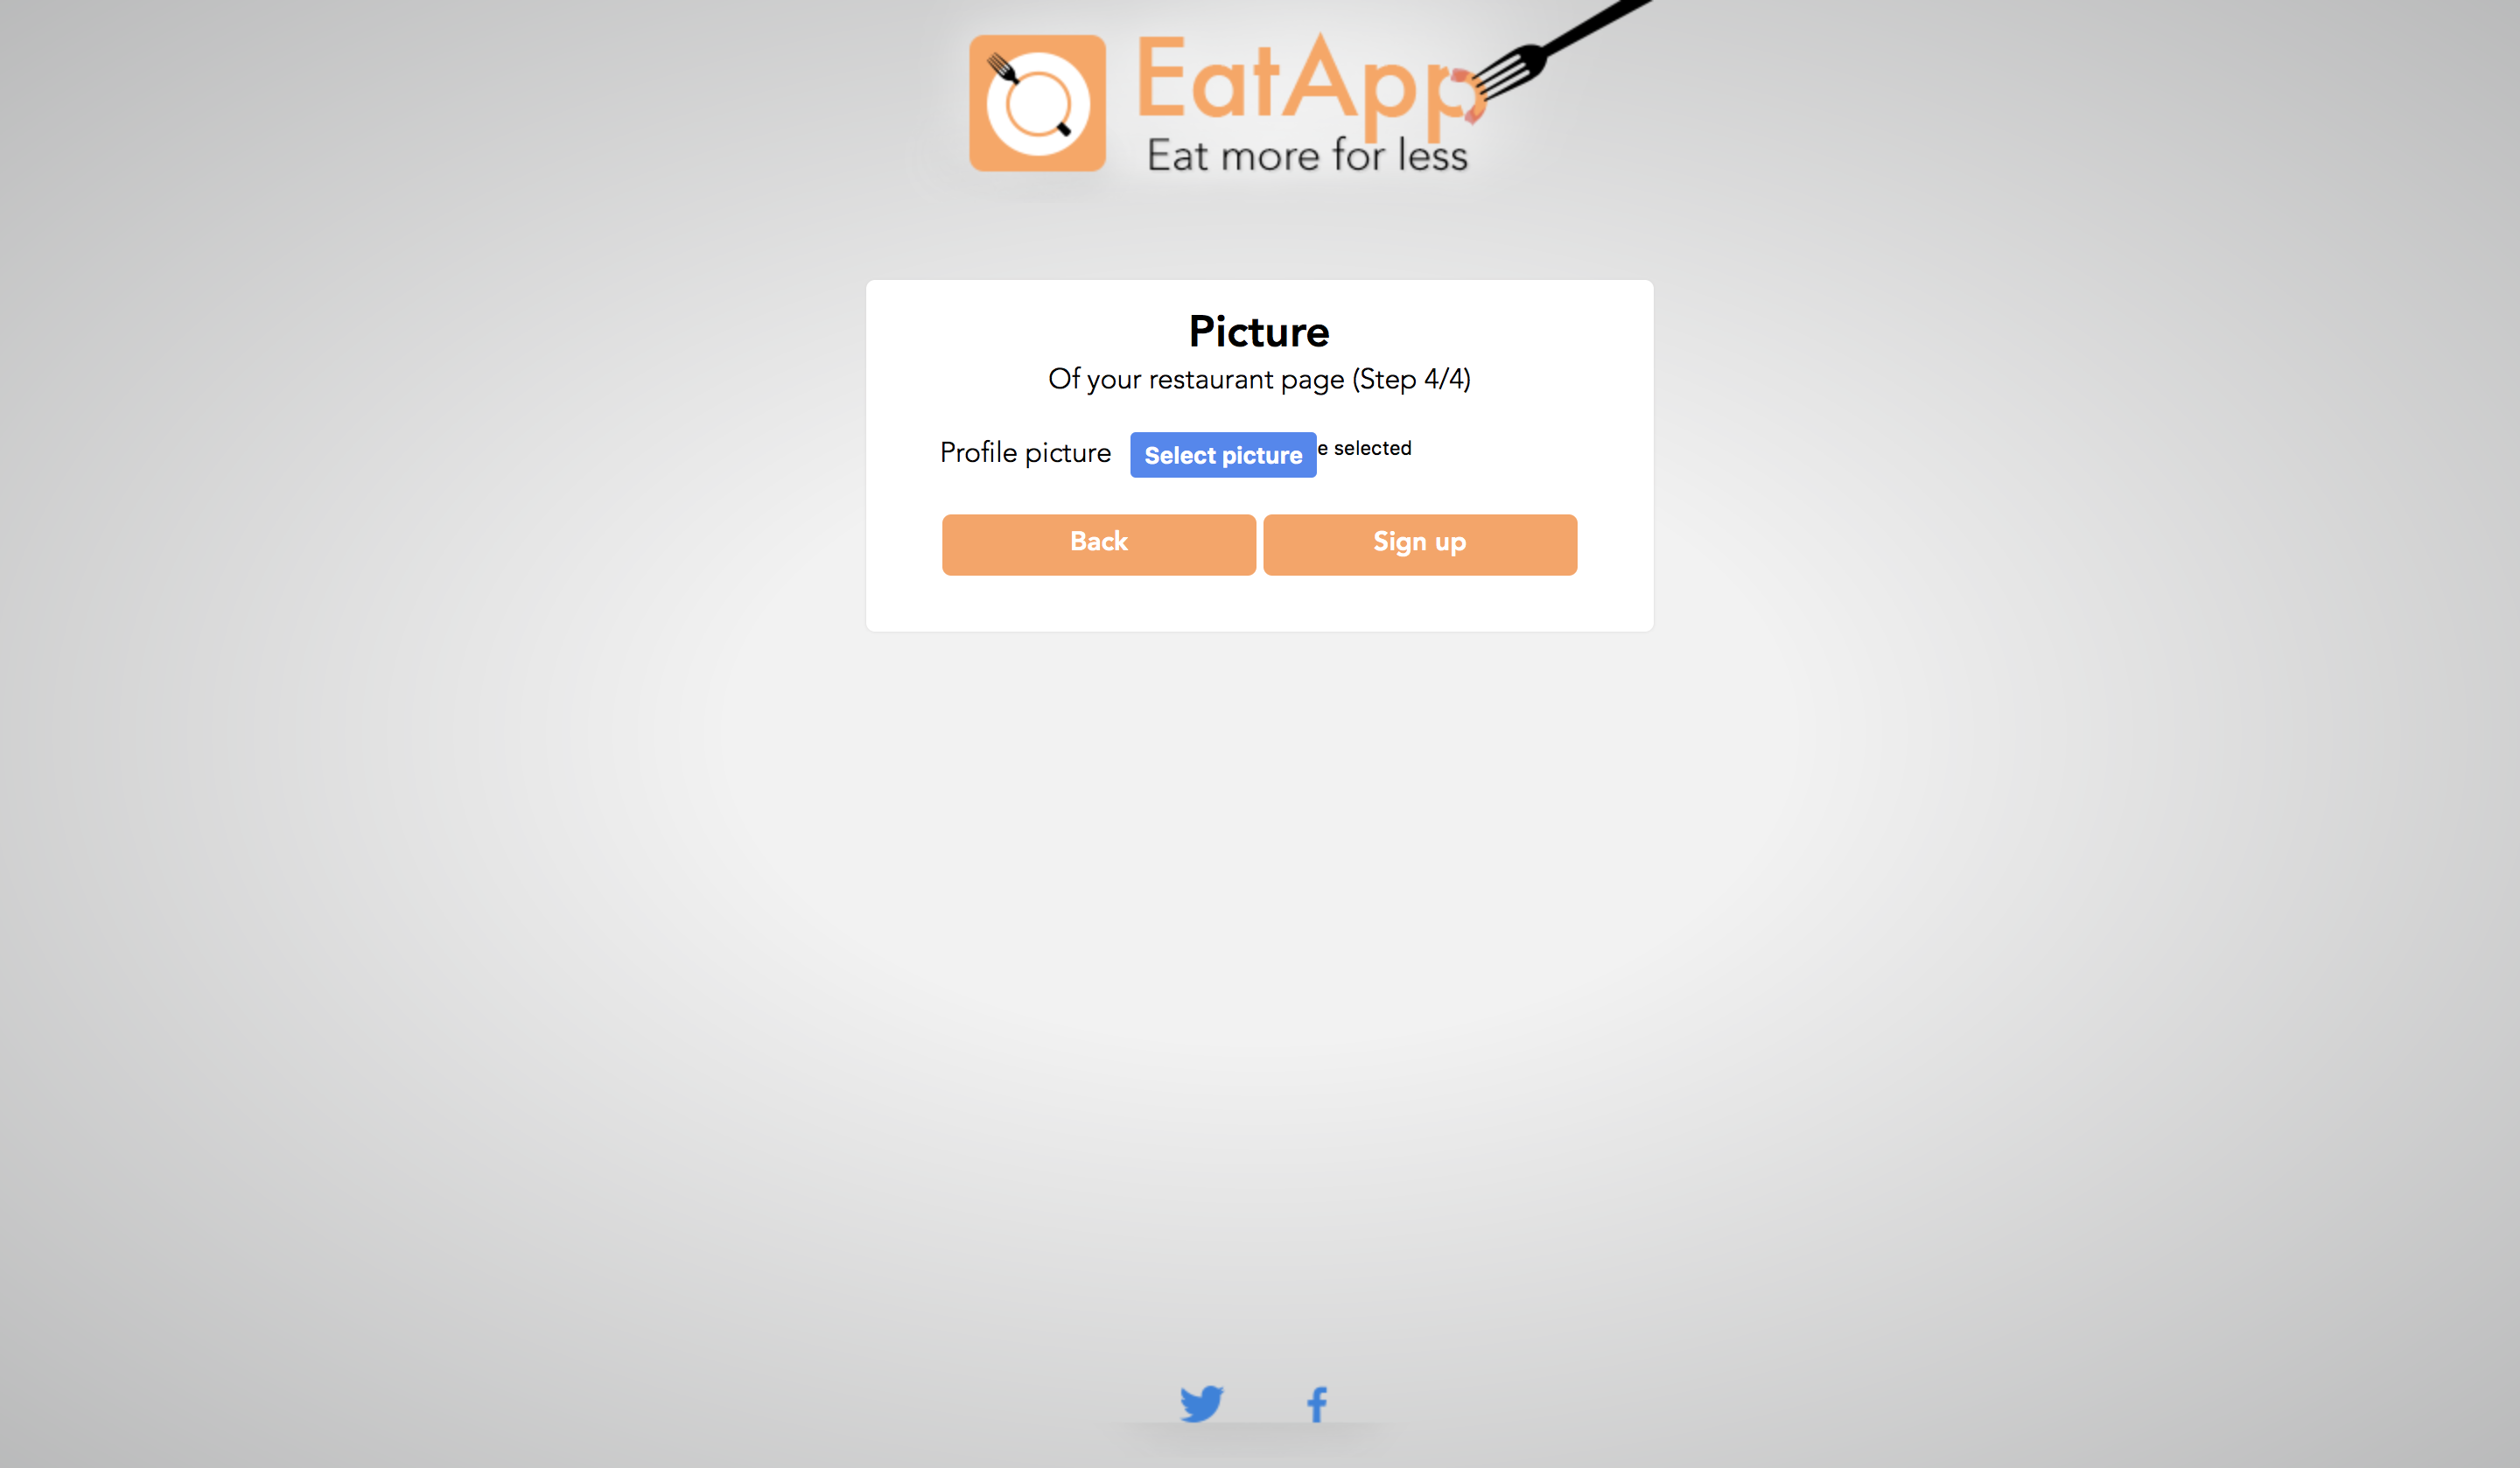 EatApp
Eat more for less
Picture
Of your restaurant page (Step 4/4)
Profile picture Select picture e selected
Back Sign up